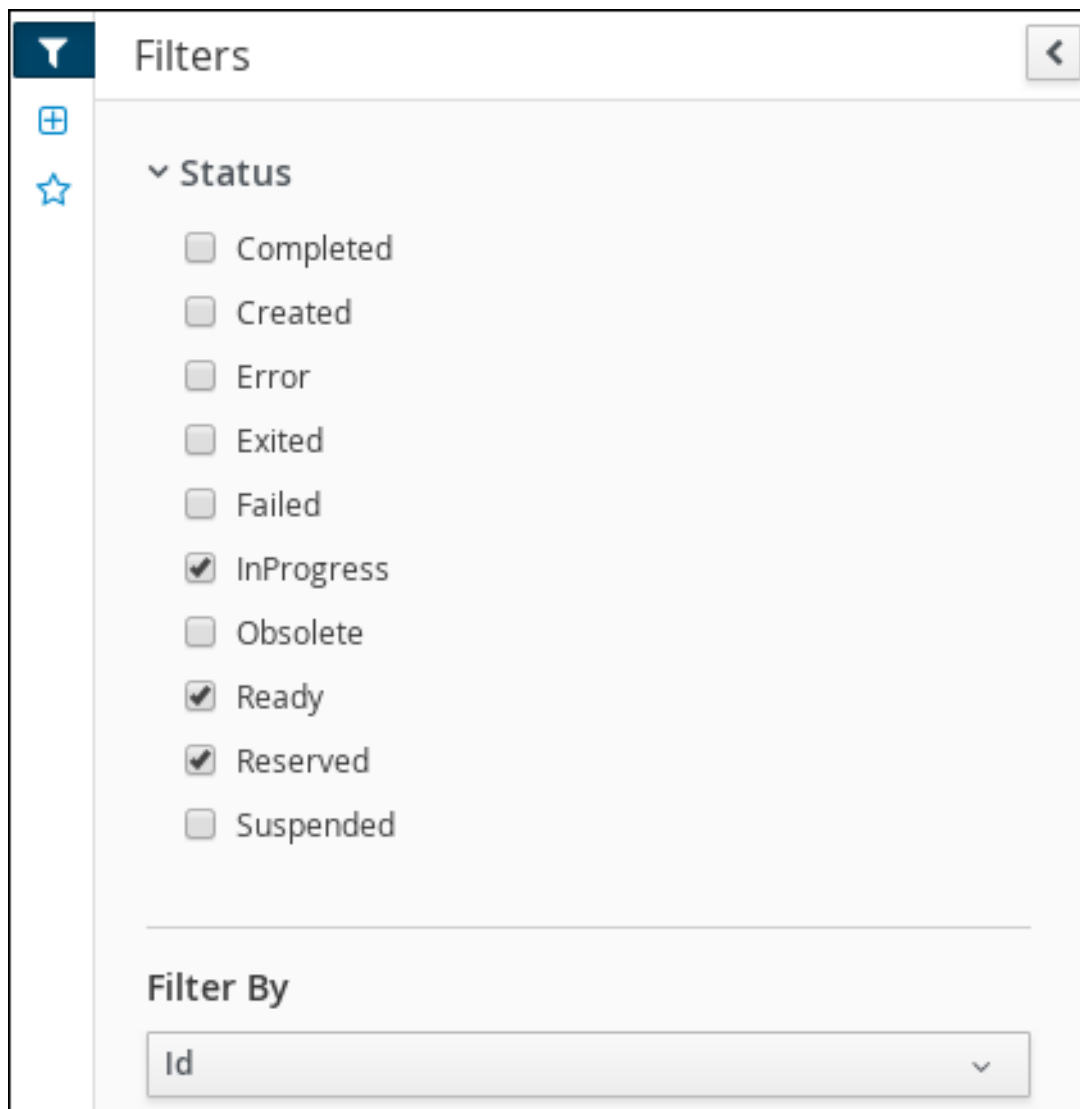 Filters
Status
Completed
Created
Error
Exited
Failed
InProgress
Obsolete
Ready
Reserved
Suspended
Filter By
Id